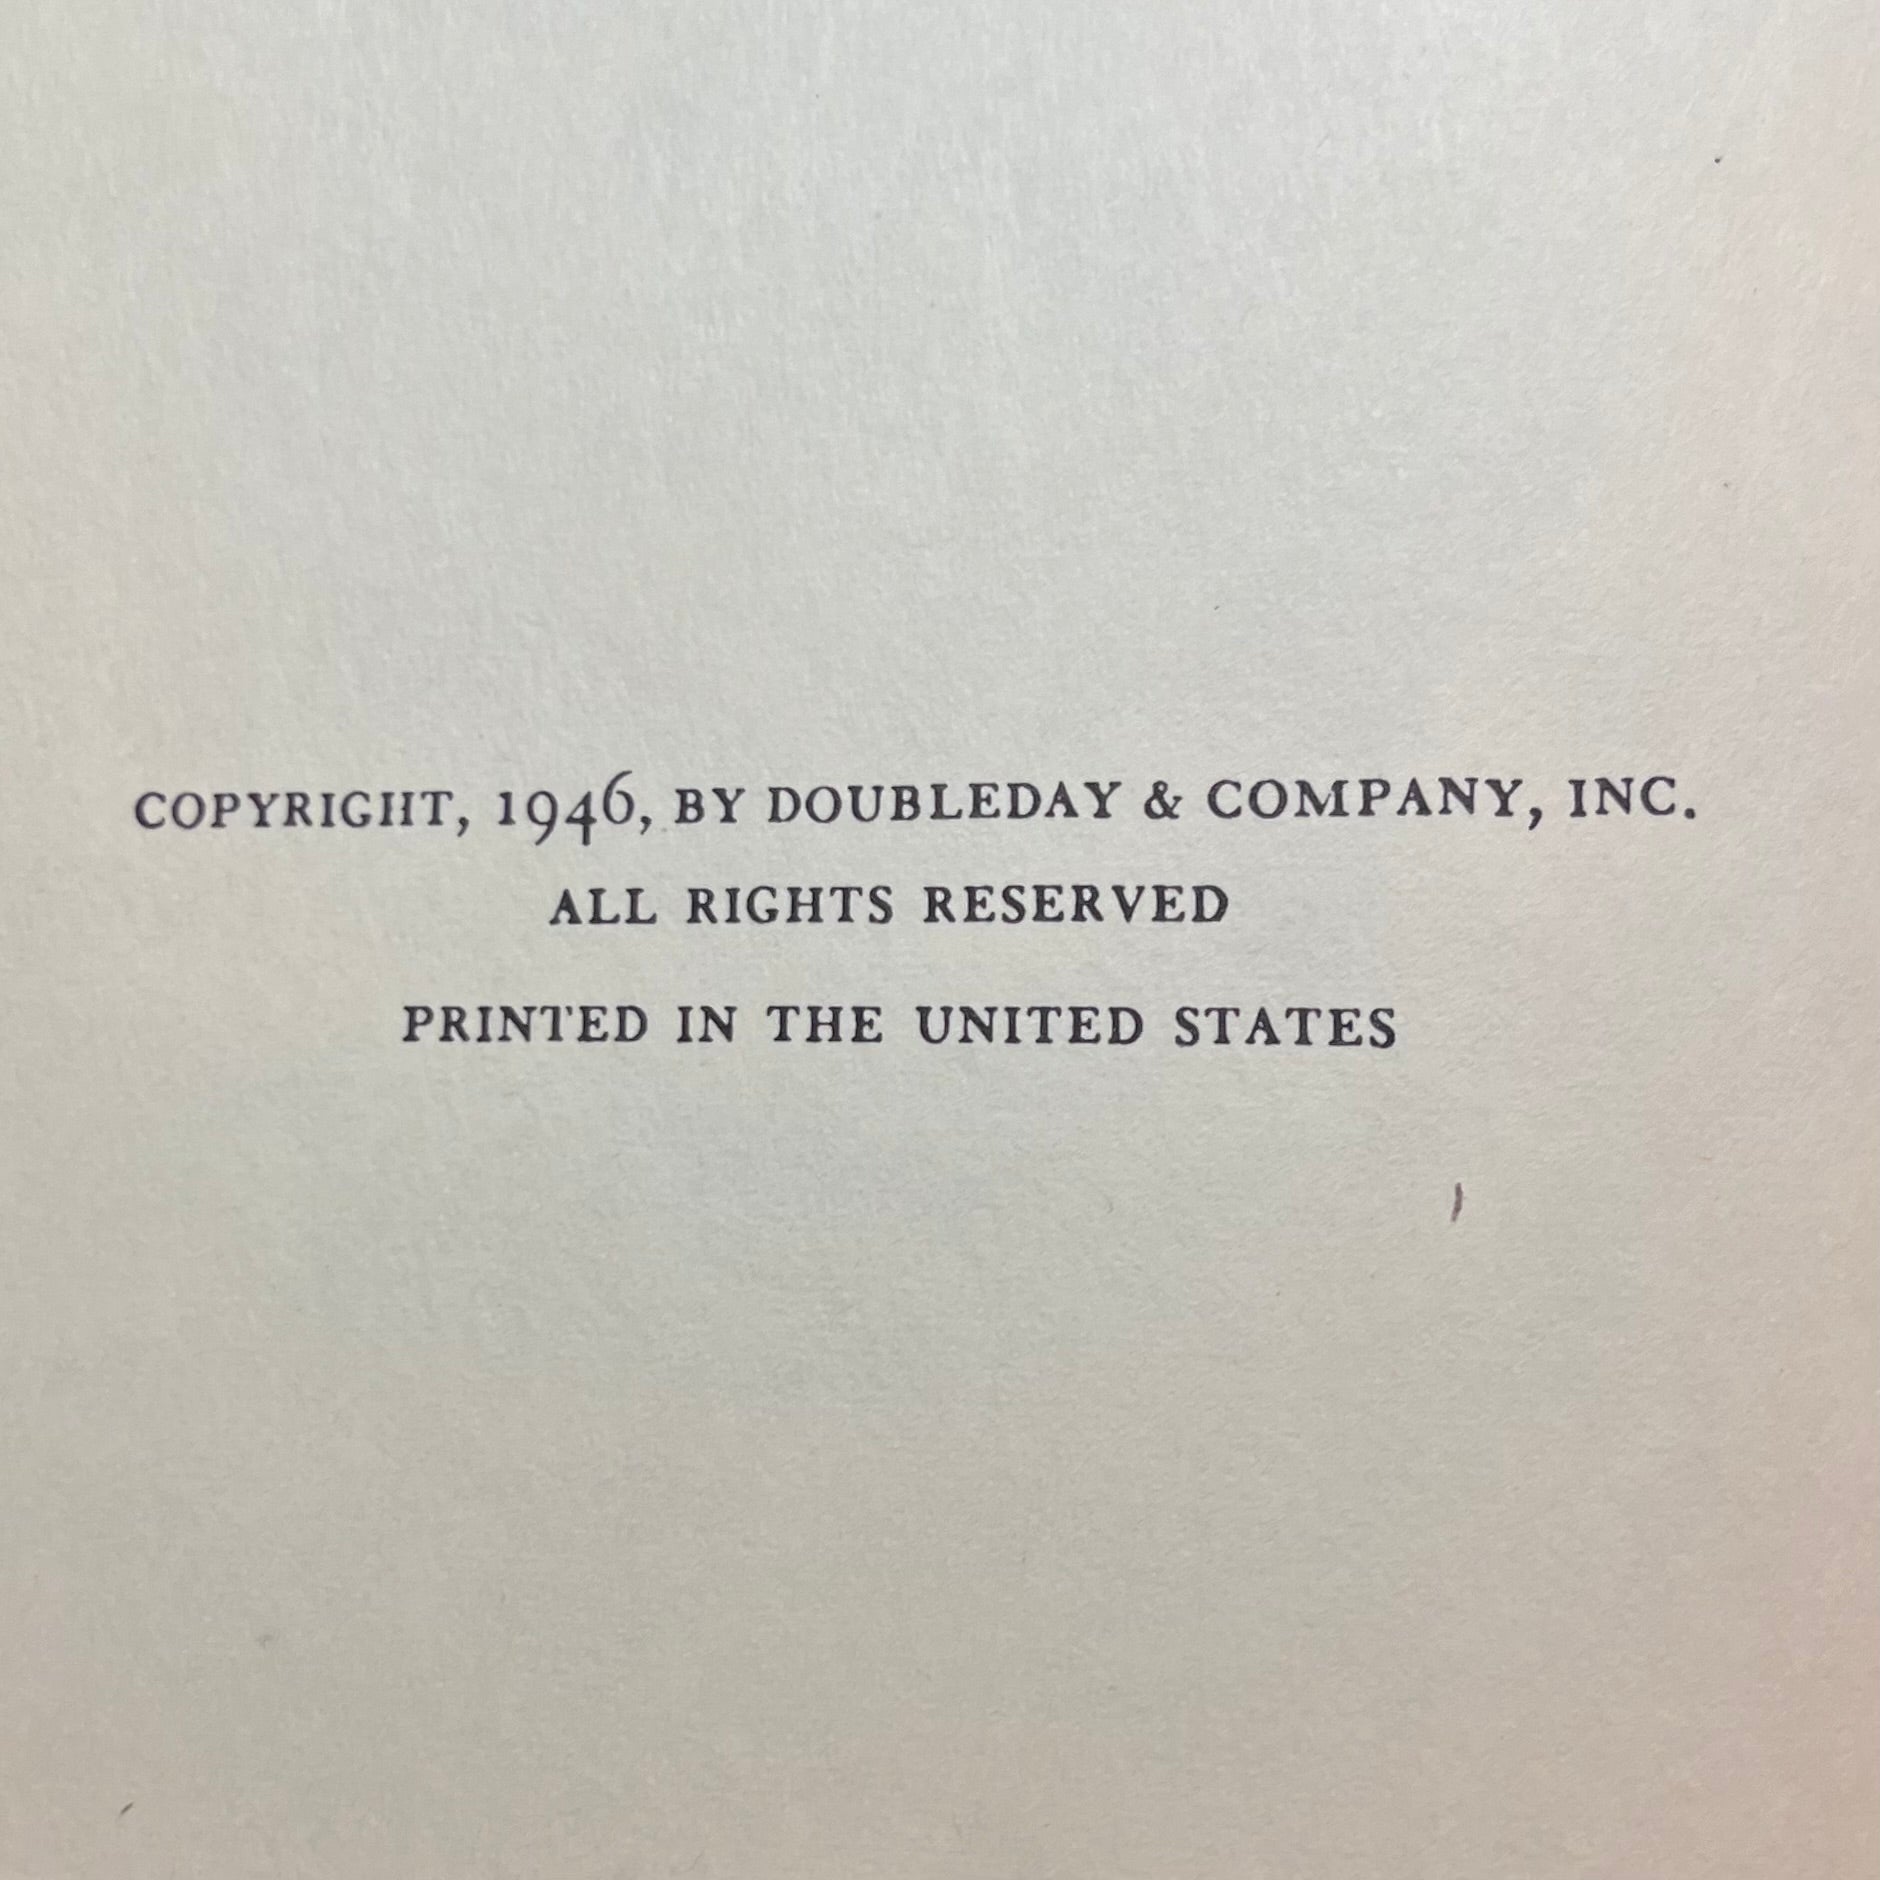 COPYRIGHT, 1946, BY DOUBLEDAY & COMPANY, INC.
ALL RIGHTS RESERVED
PRINTED IN THE UNITED STATES